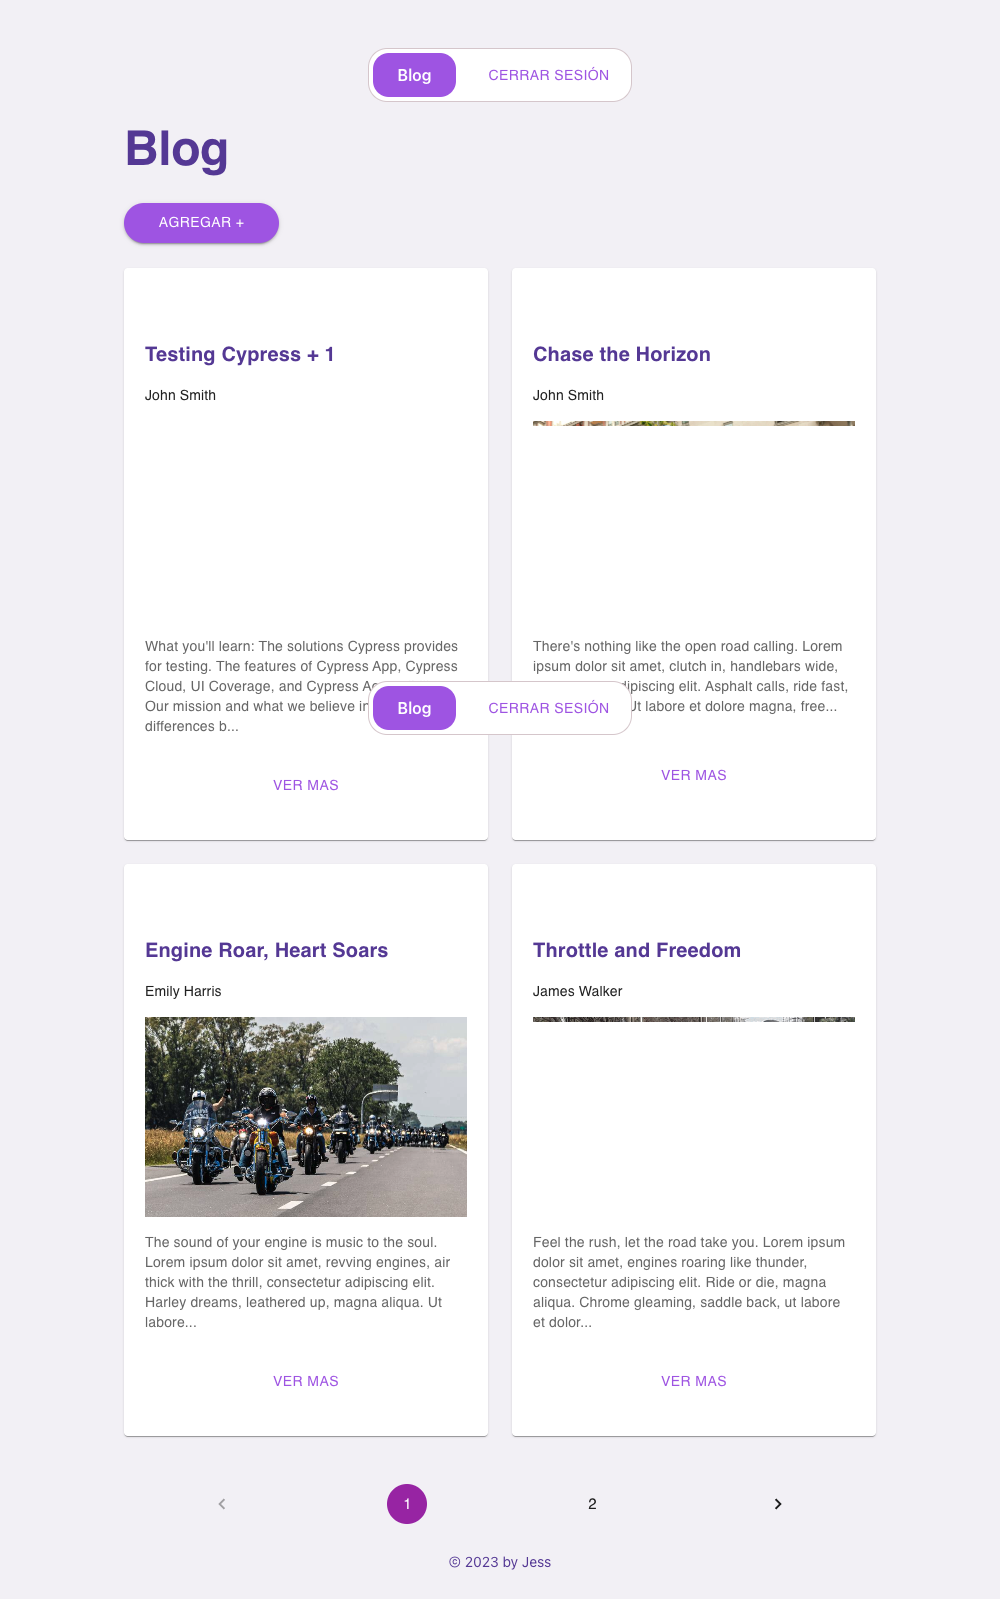 Blog
CERRAR SESIÓN
Blog
AGREGAR +
Testing Cypress + 1
John Smith
What you'll learn: The solutions Cypress provides
for testing. The features of Cypress App, Cypress
Cloud, UI Coverage, and Cypress
Our mission and what we believe in
differences b...
VER MAS
Chase the Horizon
John Smith
There's nothing like the open road calling. Lorem
ipsum dolor sit amet, clutch in, handlebars wide,
elit. Asphalt calls, ride fast,
labore et dolore magna, free...
VER MAS
Blog
CERRAR SESIÓN
Engine Roar, Heart Soars
Emily Harris
The sound of your engine is music to the soul.
Lorem ipsum dolor sit amet, revving engines, air
thick with the thrill, consectetur adipiscing elit.
Harley dreams, leathered up, magna aliqua. Ut
labore...
VER MAS
Throttle and Freedom
James Walker
Feel the rush, let the road take you. Lorem ipsum
dolor sit amet, engines roaring like thunder,
consectetur adipiscing elit. Ride or die, magna
aliqua. Chrome gleaming, saddle back, ut labore
et dolor...
VER MAS
1
2
© 2023 by Jess